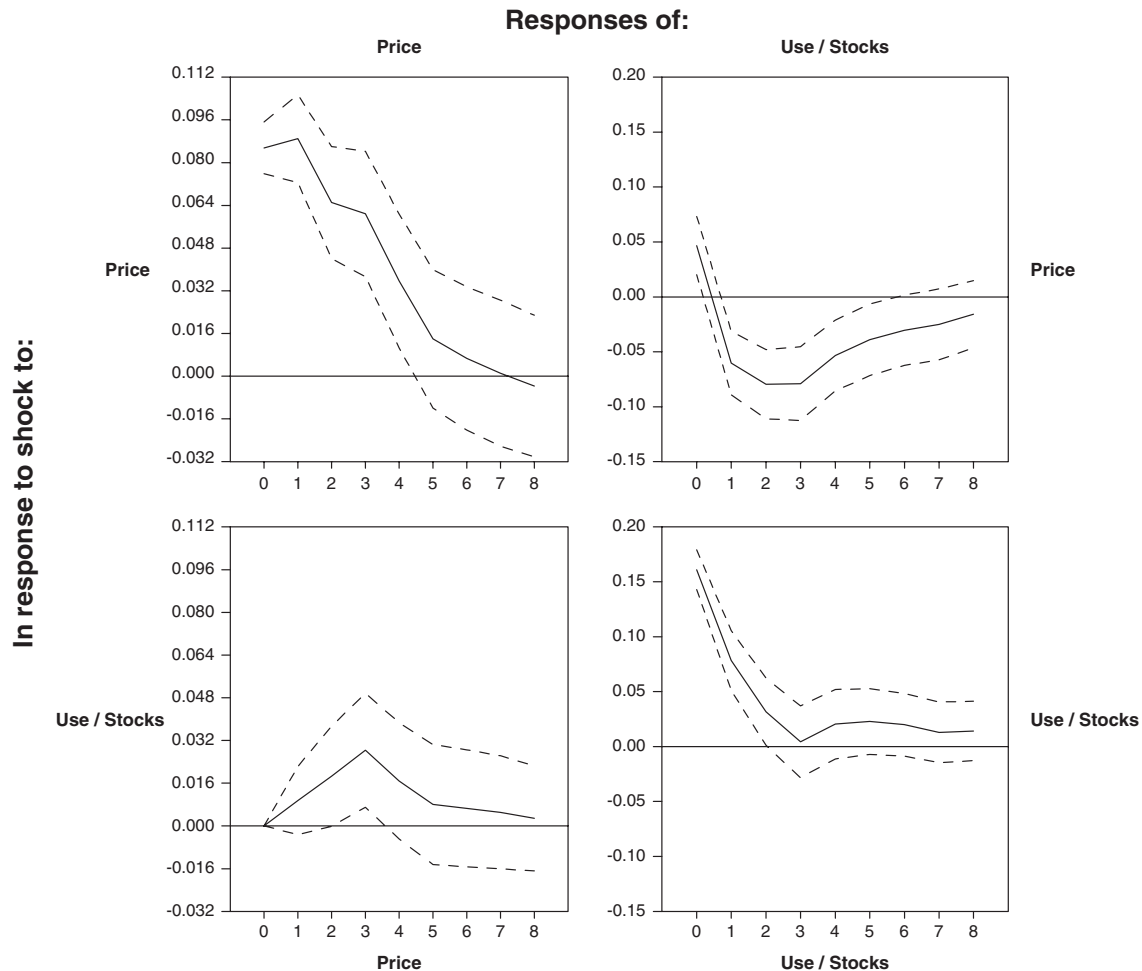 Responses of:
Price
Use / Stocks
In response to shock to:
Price
0.112
0.096
0.080
0.064
0.048
0.032
0.016
0.000
-0.016
-0.032
0 1 2 3 4 5 6 7 8
0.20
0.15
0.10
0.05
0.00
-0.05
-0.10
-0.15
0 1 2 3 4 5 6 7 8
Price
Use / Stocks
0.112
0.096
0.080
0.064
0.048
0.032
0.016
0.000
-0.016
-0.032
0 1 2 3 4 5 6 7 8
Price
0.20
0.15
0.10
0.05
0.00
-0.05
-0.10
-0.15
0 1 2 3 4 5 6 7 8
Use / Stocks
Use / Stocks